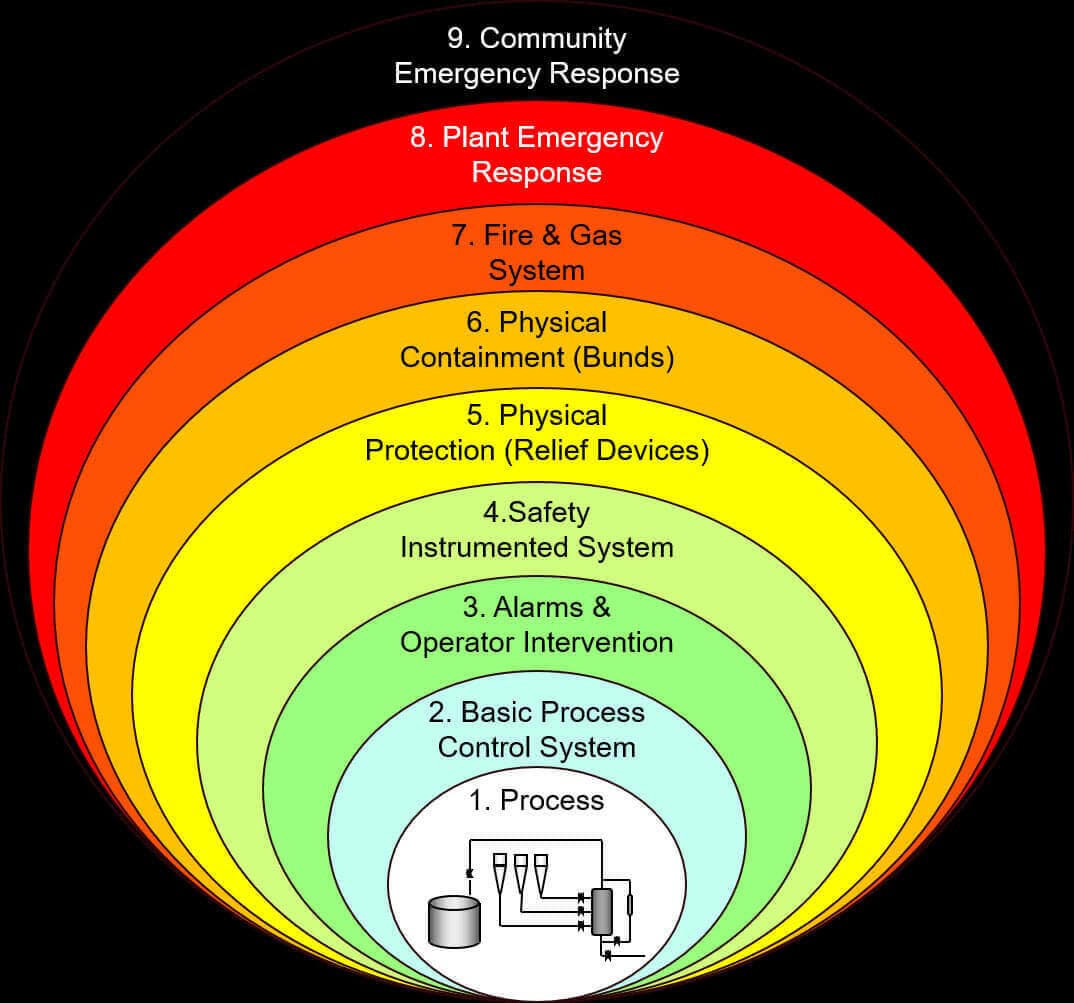 9. Community
Emergency Response
8. Plant Emergency
Response
7. Fire & Gas
System
6. Physical
Containment (Bunds)
5. Physical
Protection (Relief Devices)
4.Safety
Instrumented System
3. Alarms &
Operator Intervention
2. Basic Process
Control System
1. Process